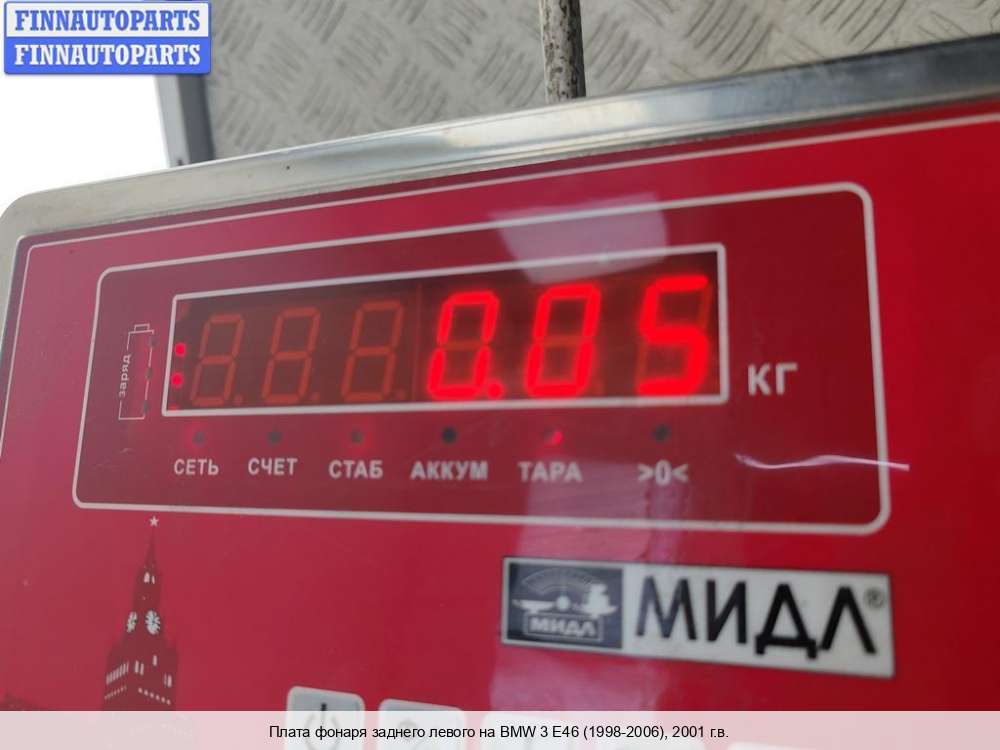 FINNAUTOPARTS
FINNAUTOPARTS
заряд
0.05
КГ
СЕТЬ СЧЕТ СТАБ АККУМ ТАРА >0<
МИДЛ МИДЛ®
Плата фонаря заднего левого на BMW 3 E46 (1998-2006), 2001 г.в.